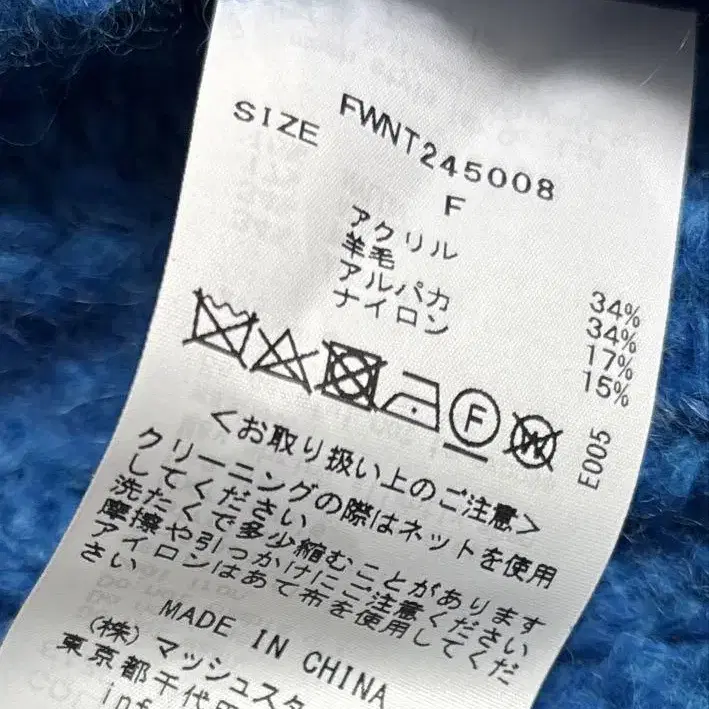 FWNT245008
SIZE F
アクリル 34%
羊毛 34%
アルパカ 17%
ナイロン 15%
F
W
E005
<お取り扱い上のご注意>
クリーニングの際はネットを使用
してください
洗たくで多少縮むことがあります
摩擦や引っかけにご注意ください
アイロンはあて布を使用してくだ
さい
MADE IN CHINA
(株)マッシュスタ
東京都千代田
inf